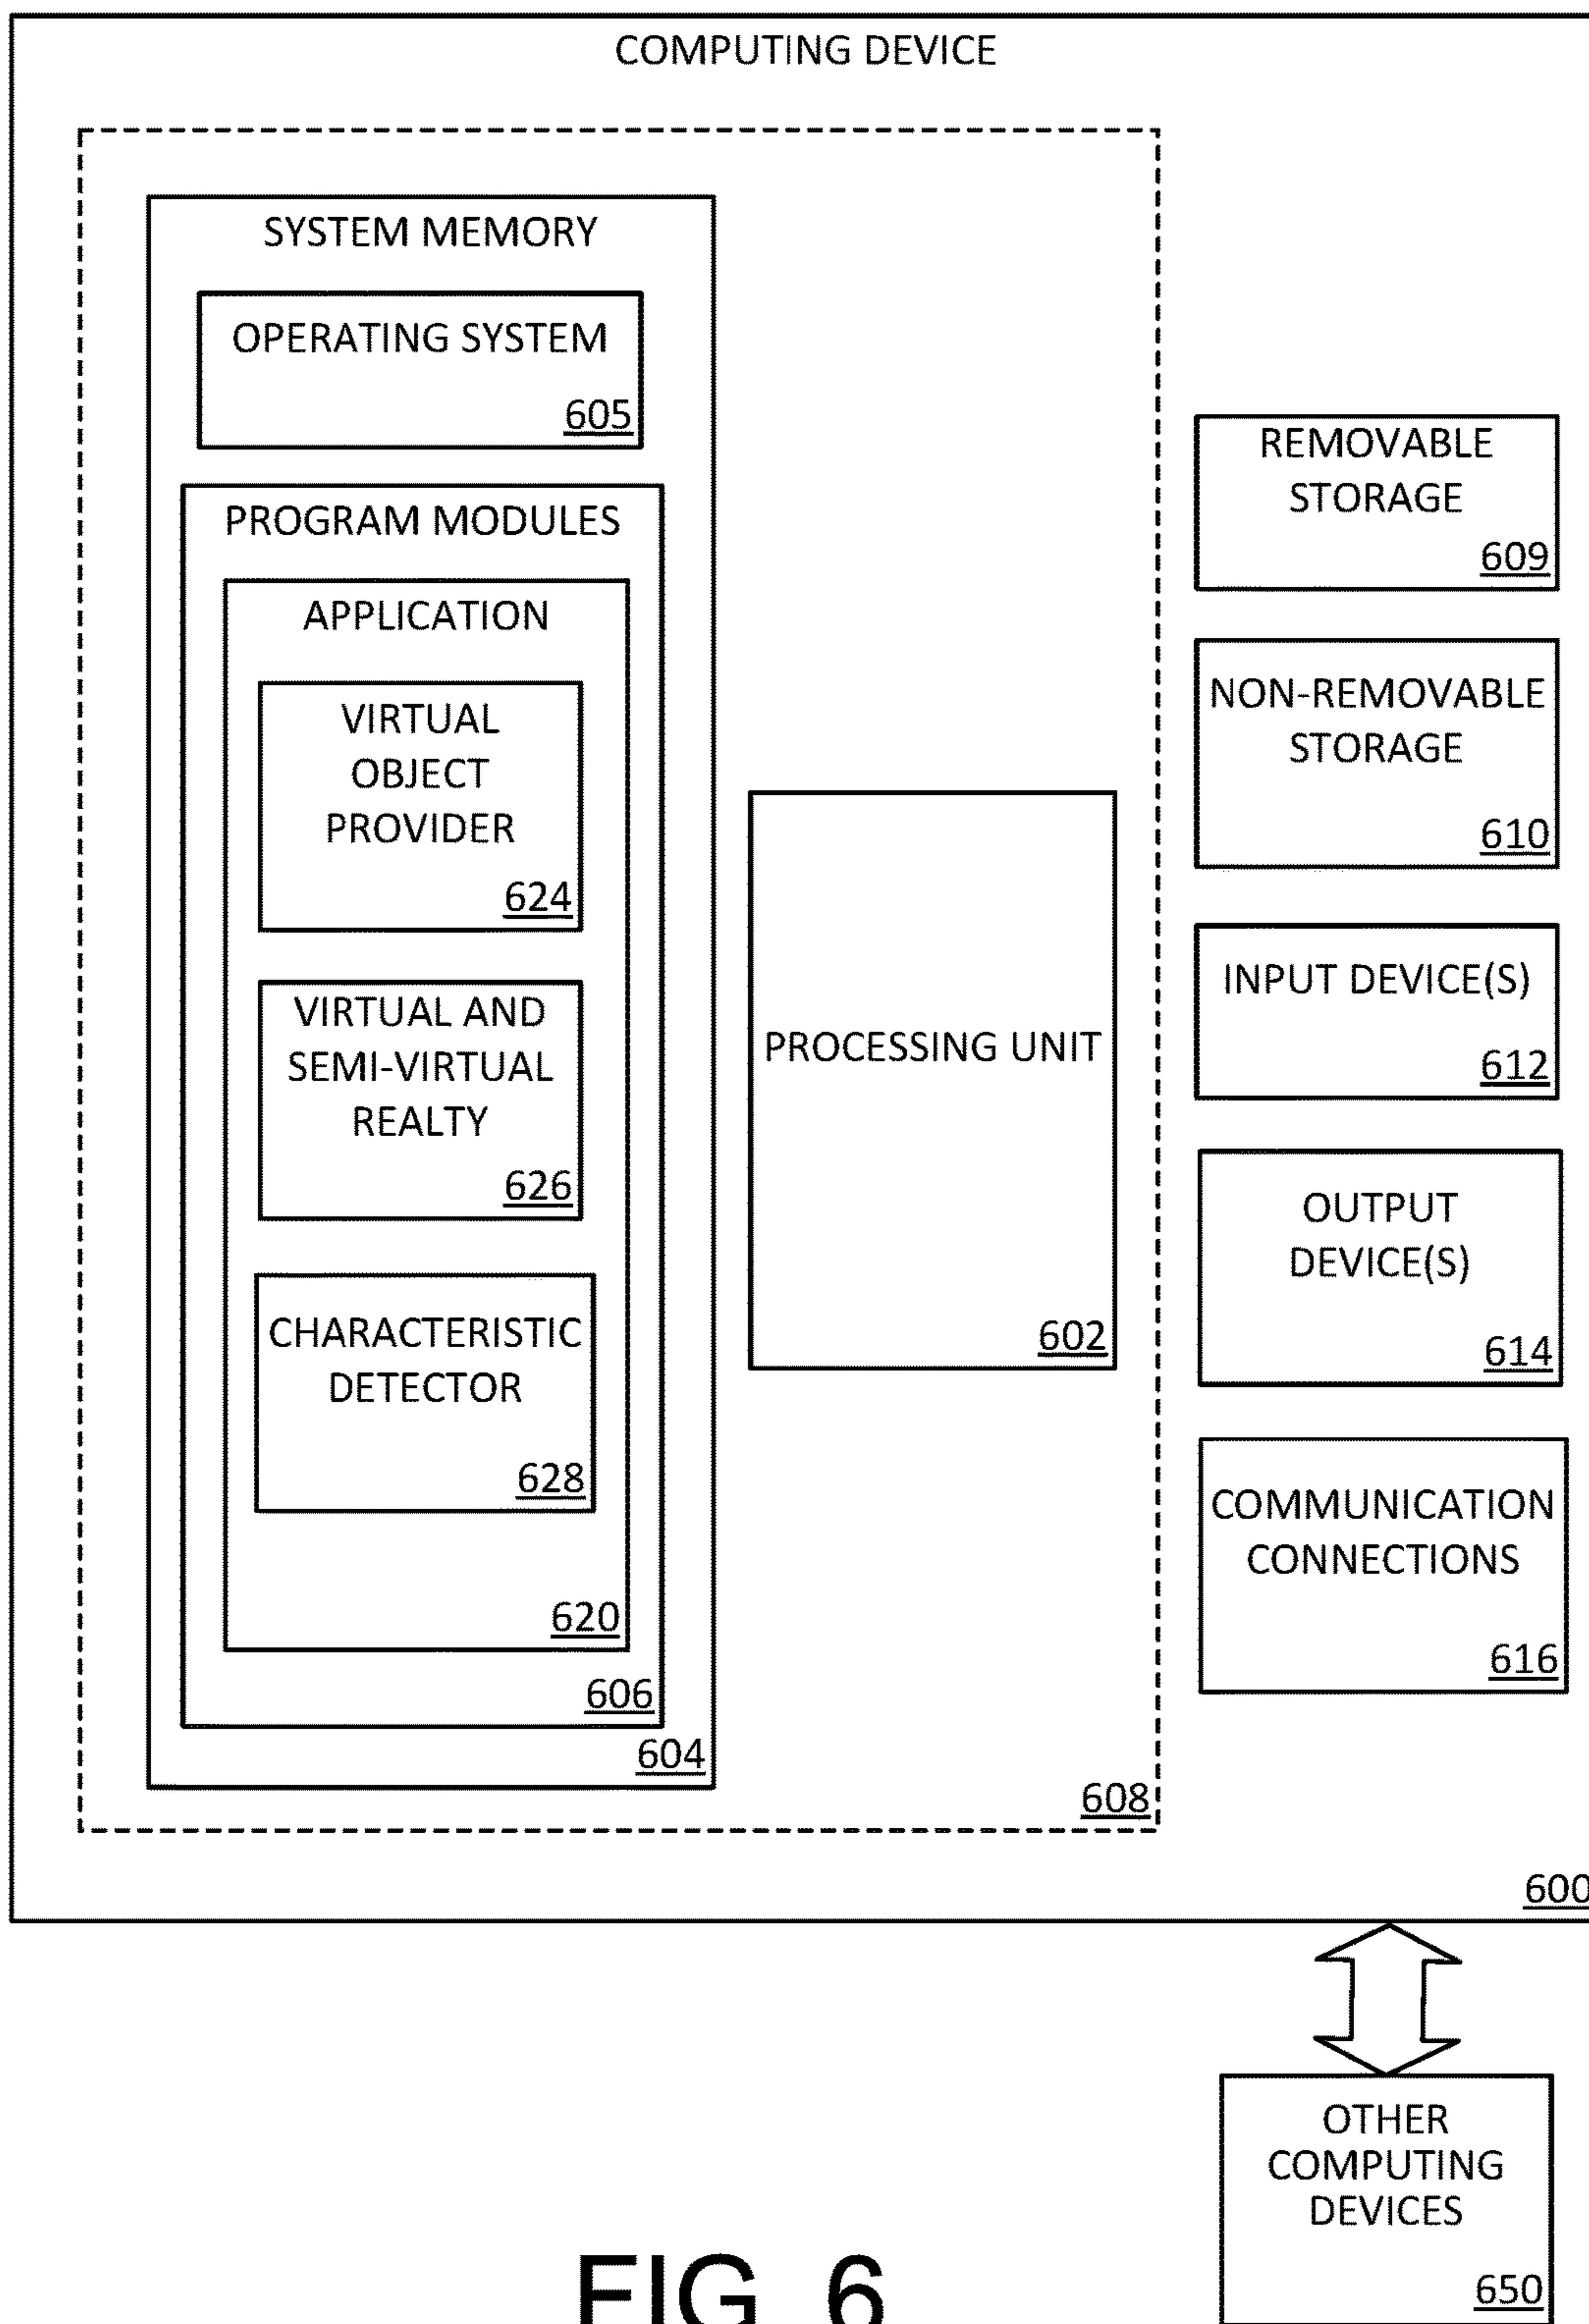 COMPUTING DEVICE
SYSTEM MEMORY
OPERATING SYSTEM
605
PROGRAM MODULES
APPLICATION
VIRTUAL
OBJECT
PROVIDER
624
VIRTUAL AND
SEMI-VIRTUAL
REALTY
626
CHARACTERISTIC
DETECTOR
628
620
606
604
PROCESSING UNIT
602
608
REMOVABLE
STORAGE
609
NON-REMOVABLE
STORAGE
610
INPUT DEVICE(S)
612
OUTPUT
DEVICE(S)
614
COMMUNICATION
CONNECTIONS
616
600
OTHER
COMPUTING
DEVICES
650
FIG. 6